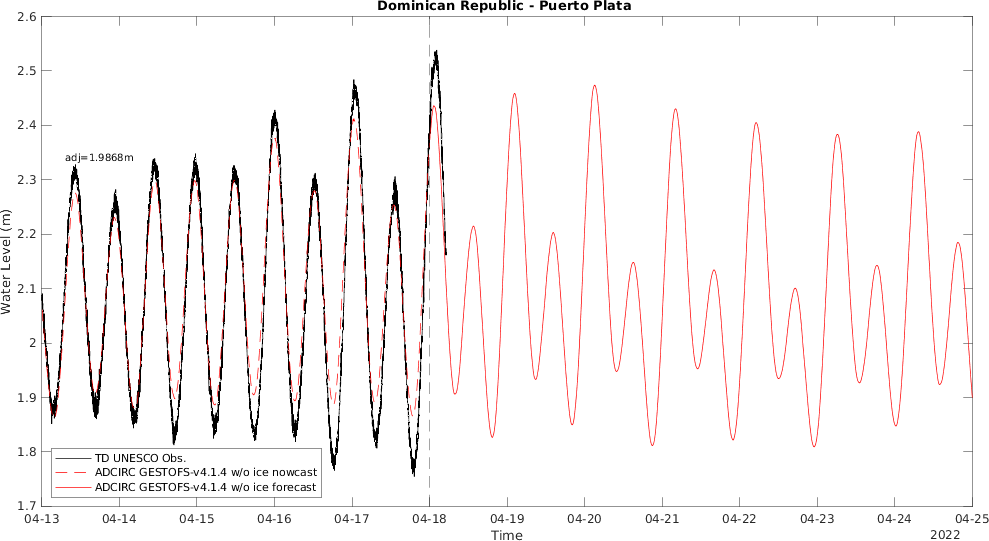 Dominican Republic - Puerto Plata
2.6
2.5
2.4
2.3
2.2
2.1
2
1.9
1.8
1.7
Water Level (m)
adj=1.9868m
TD UNESCO Obs.
ADCIRC GESTOFS-v4.1.4 w/o ice nowcast
ADCIRC GESTOFS-v4.1.4 w/o ice forecast
04-13 04-14 04-15 04-16 04-17 04-18 04-19 04-20 04-21 04-22 04-23 04-24 04-25
Time
2022